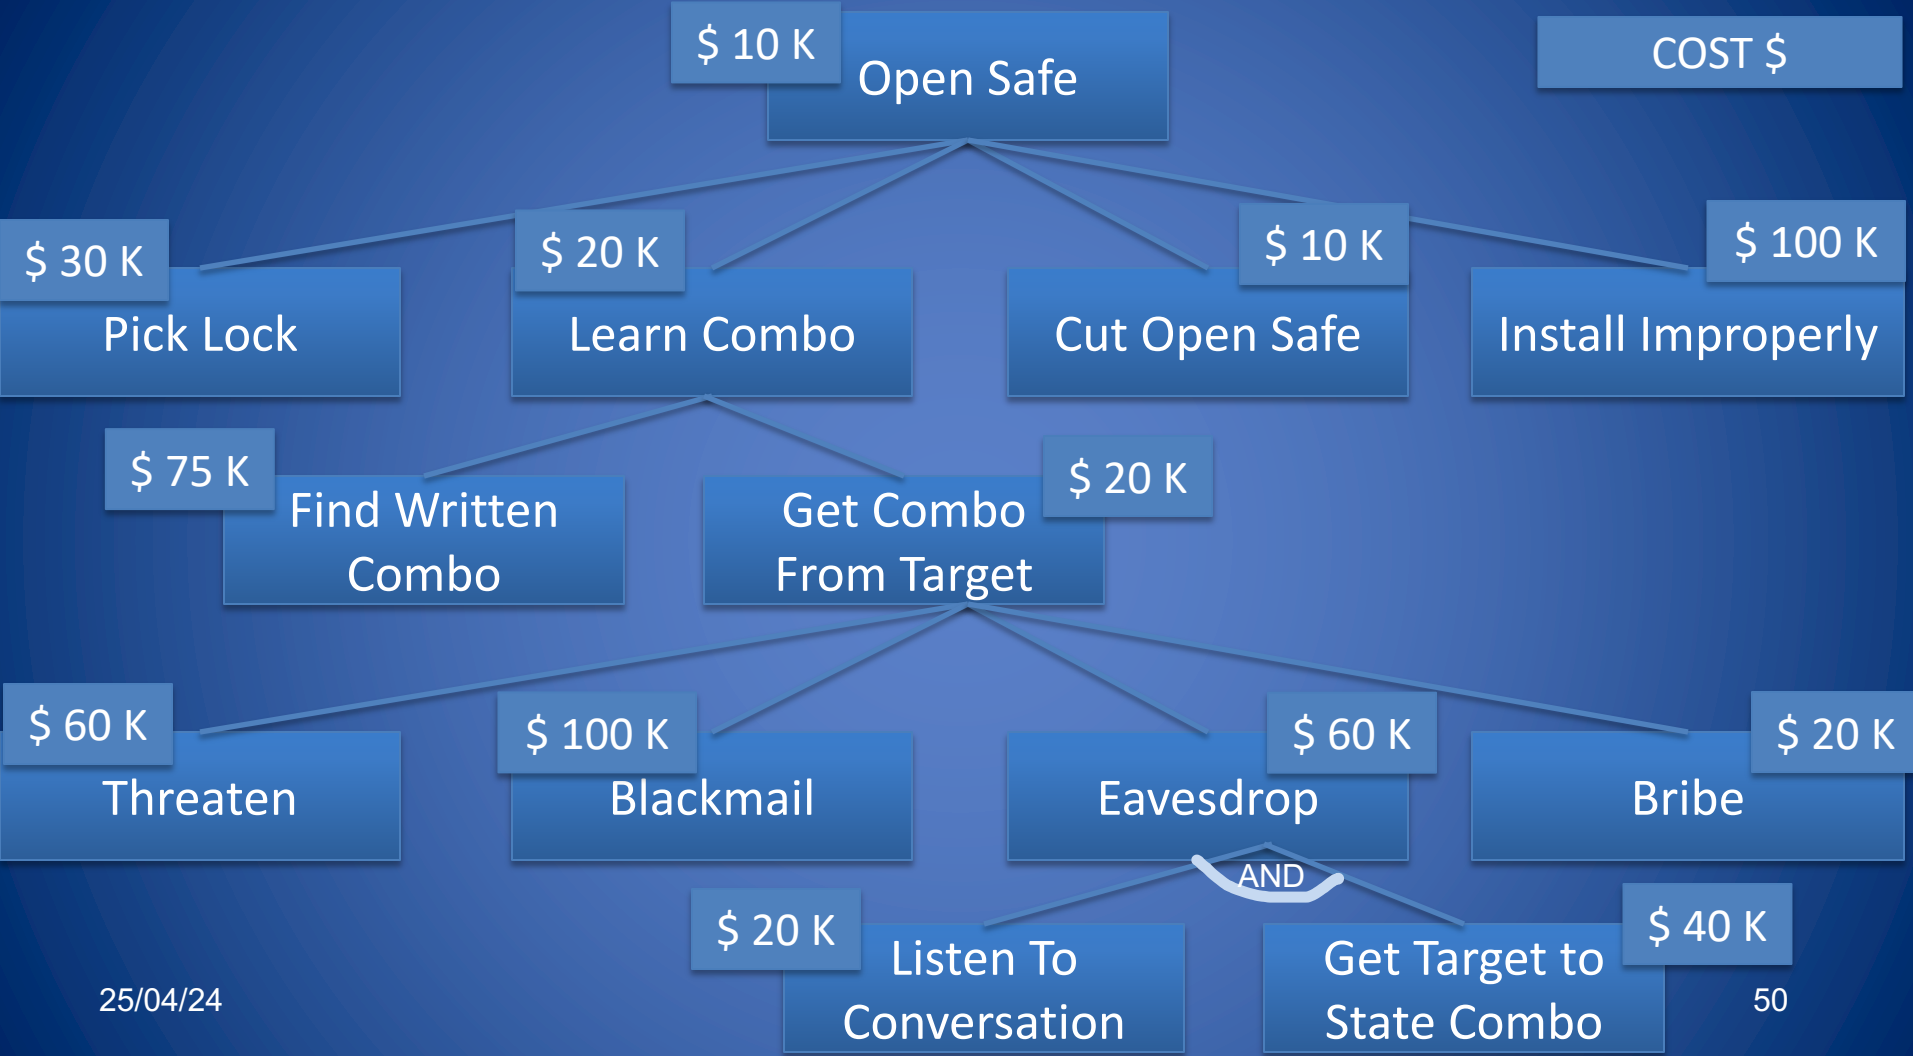 $ 10 K
Open Safe
COST $
$ 30 K
Pick Lock
$ 20 K
Learn Combo
$ 10 K
Cut Open Safe
$ 100 K
Install Improperly
$ 75 K
Find Written
Combo
$ 20 K
Get Combo
From Target
$ 60 K
Threaten
$ 100 K
Blackmail
$ 60 K
Eavesdrop
$ 20 K
Bribe
AND
$ 20 K
Listen To
Conversation
$ 40 K
Get Target to
State Combo
25/04/24
50